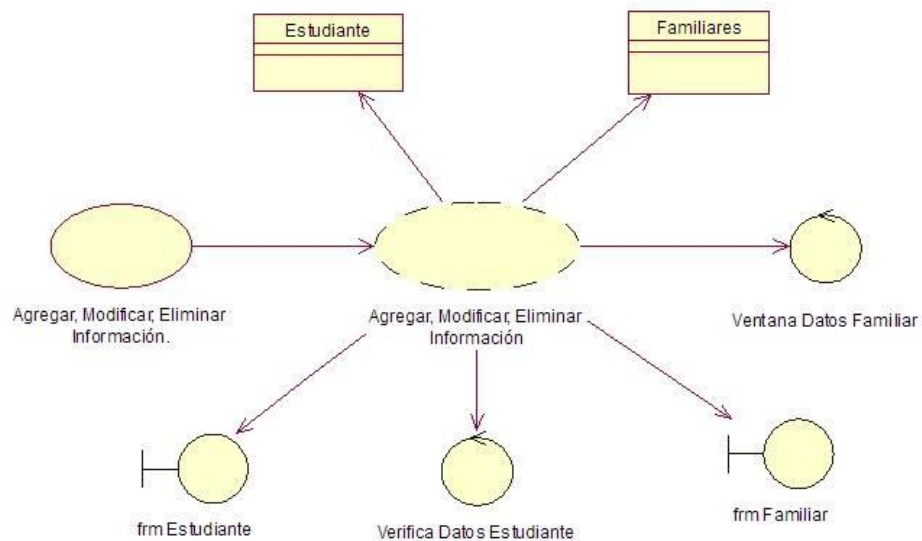 Estudiante
Familiares
Agregar, Modificar, Eliminar
Información.
Agregar, Modificar, Eliminar
Información
Ventana Datos Familiar
frm Estudiante
Verifica Datos Estudiante
frm Familiar